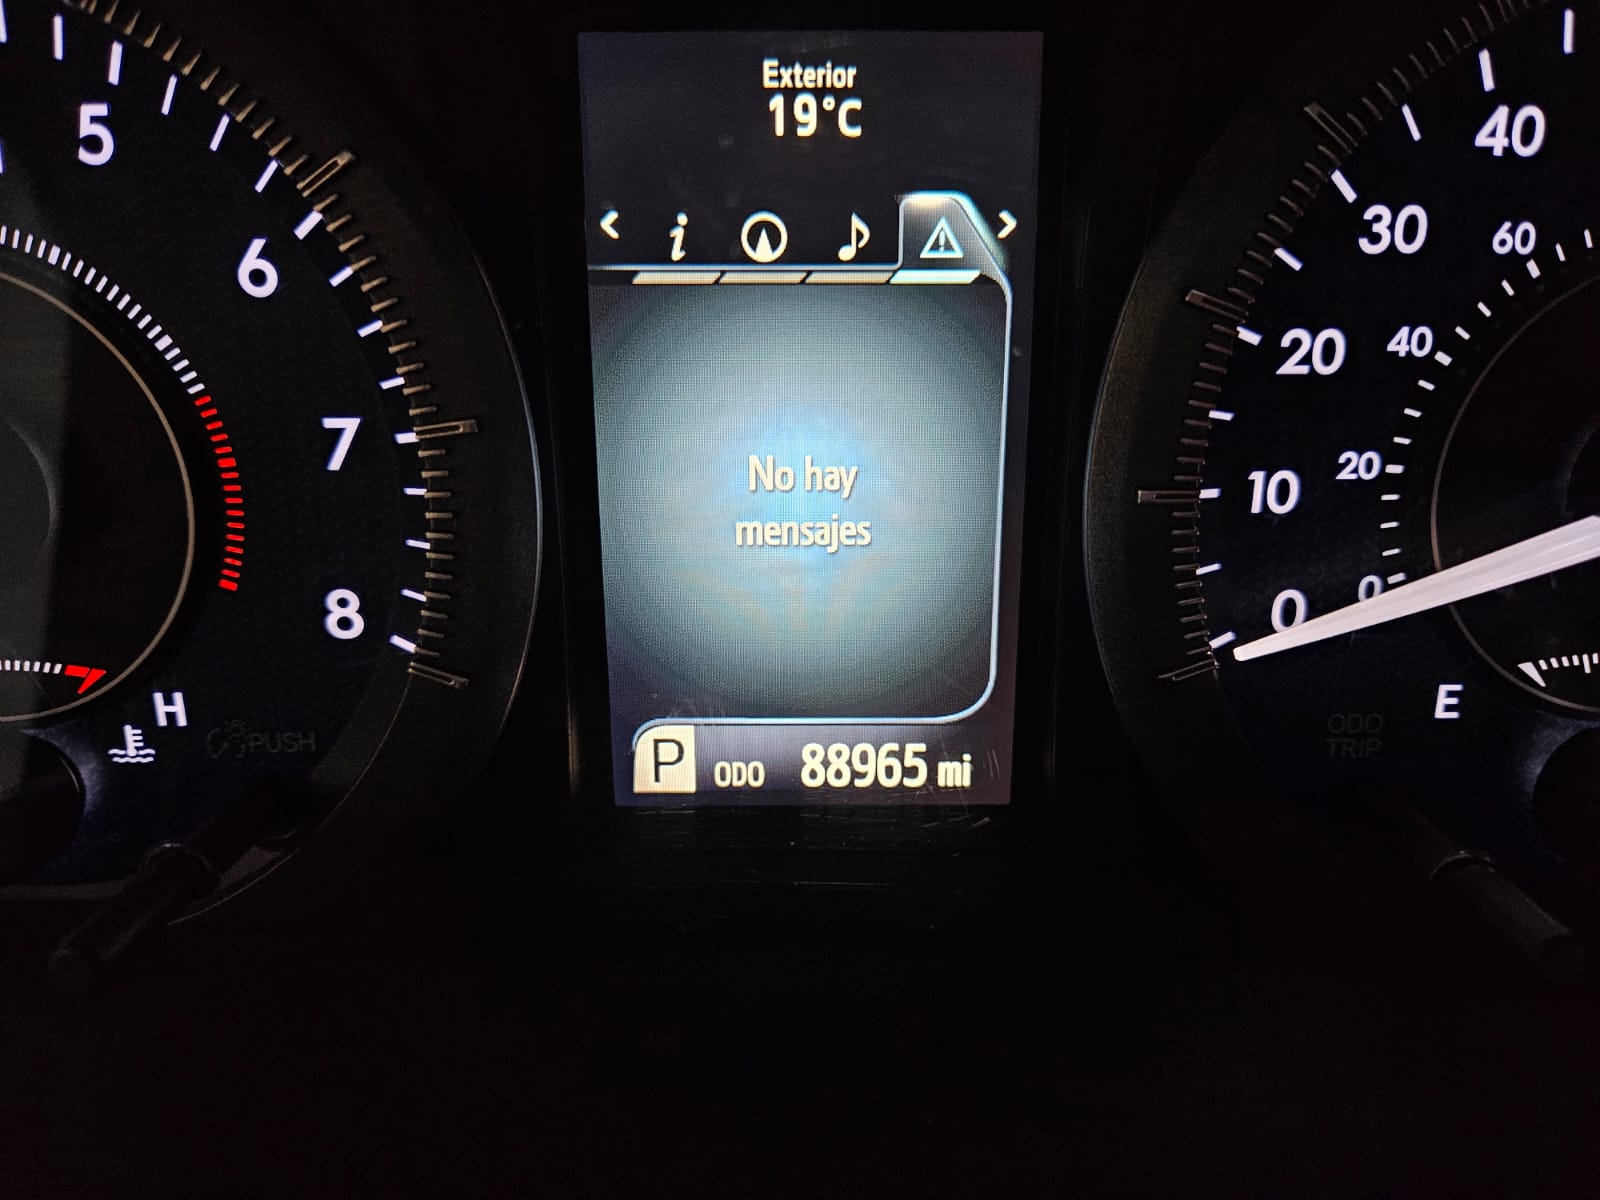 Exterior
19°C
No hay
mensajes
P ODO 88965 mi
5
6
7
8
H
PUSH
40
30
20
10
0
60
40
20
0
E
ODO
TRIP